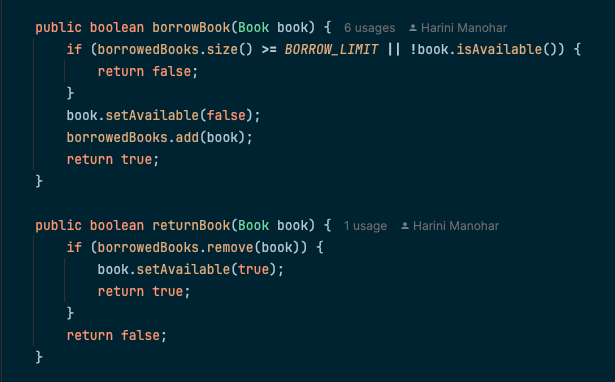 public boolean borrowBook(Book book) { 6 usages Harini Manohar
if (borrowedBooks.size() >= BORROW_LIMIT || !book.isAvailable()) {
return false;
}
book.setAvailable(false);
borrowedBooks.add(book);
return true;
}
public boolean returnBook(Book book) { 1 usage Harini Manohar
if (borrowedBooks.remove(book)) {
book.setAvailable(true);
return true;
}
return false;
}